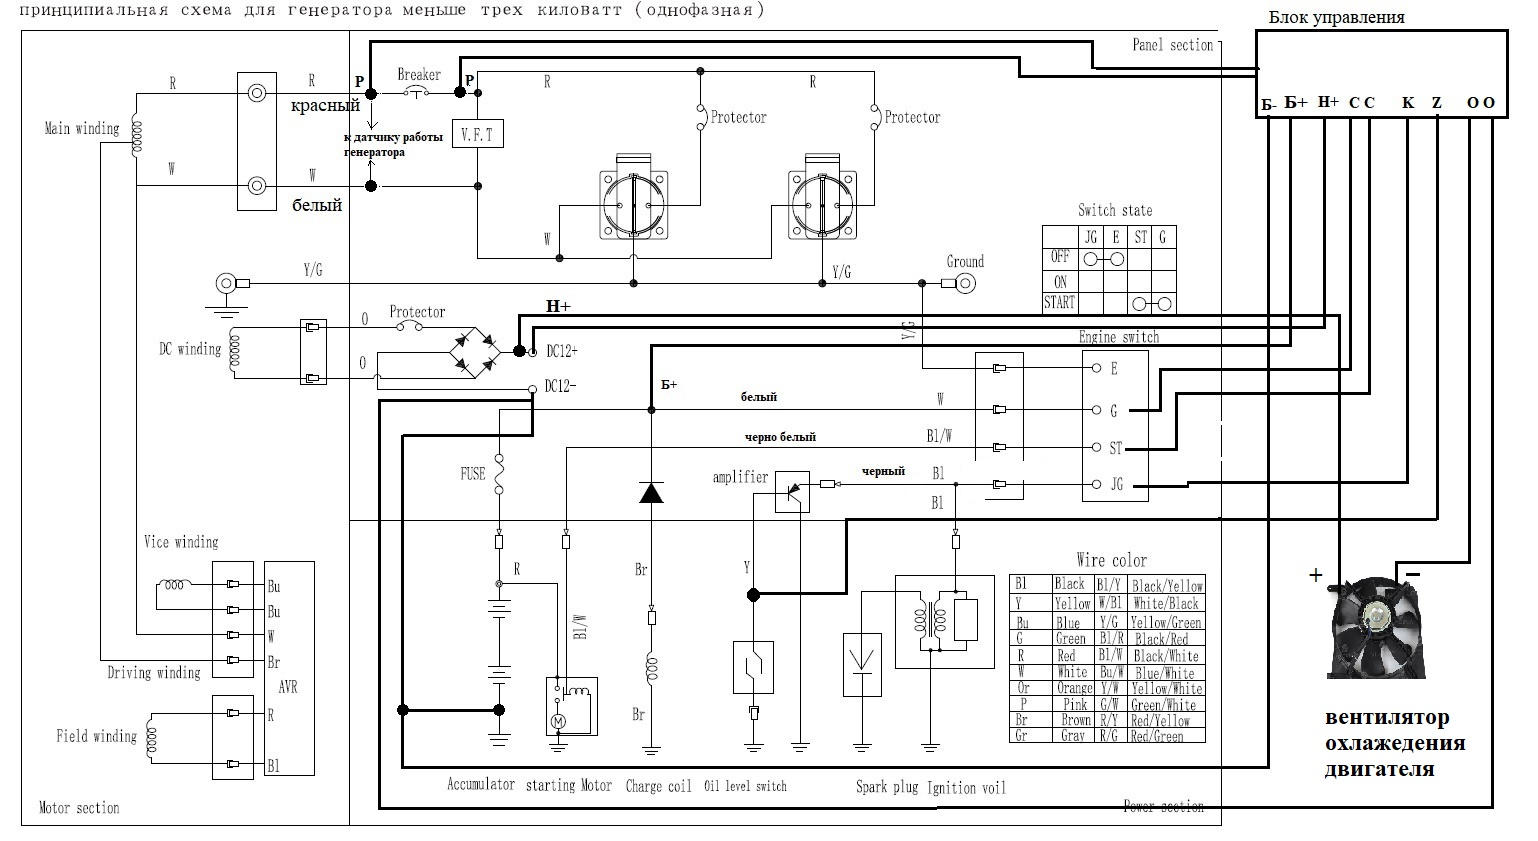 принципиальная схема для генератора меньше трех киловатт (однофазная)
Блок управления
Panel section
Б- Б+ Н+ С С K Z О О
R
R
Р
Breaker
Р
R
R
красный
Main winding
к датчику работы
генератора
V.F.T
Protector
Protector
W
W
белый
W
Switch state
JG E ST G
OFF
ON
START
Y/G
Y/G
Ground
Y/G
Н+
Protector
O
O
DC winding
DC12+
DC12-
Engine switch
E
G
ST
JG
Б+
белый
W
черно белый
Bl/W
FUSE
amplifier
черный
Bl
Bl
Vice winding
Bu
Bu
W
Br
Driving winding
AVR
R
Field winding
Bl
R
Bl/W
Br
Br
Y
M
Wire color
Bl Black Bl/Y Black/Yellow
Y Yellow W/Bl White/Black
Bu Blue Y/G Yellow/Green
G Green Bl/R Black/Red
R Red Bl/W Black/White
W White Bu/W Blue/White
Or Orange Y/W Yellow/White
P Pink G/W Green/White
Br Brown R/Y Red/Yellow
Gr Gray R/G Red/Green
+ −
вентилятор
охлажедения
двигателя
Accumulator starting Motor Charge coil Oil level switch Spark plug Ignition voil
Motor section
Power section